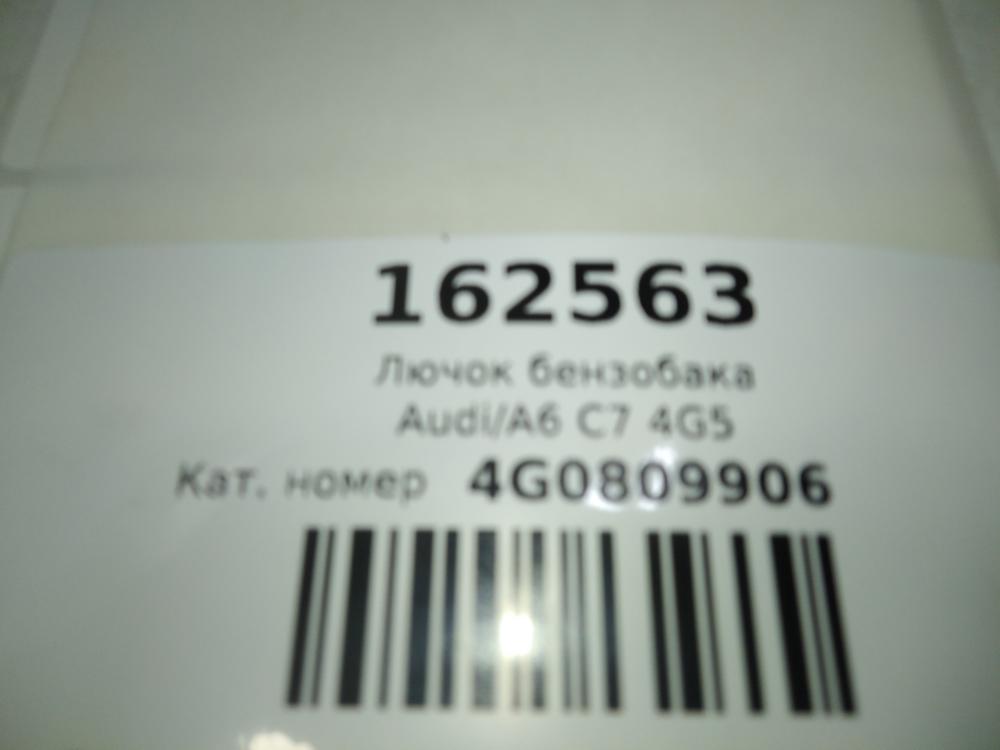 162563
Лючок бензобака
Audi/A6 C7 4G5
Кат. номер 4G0809906